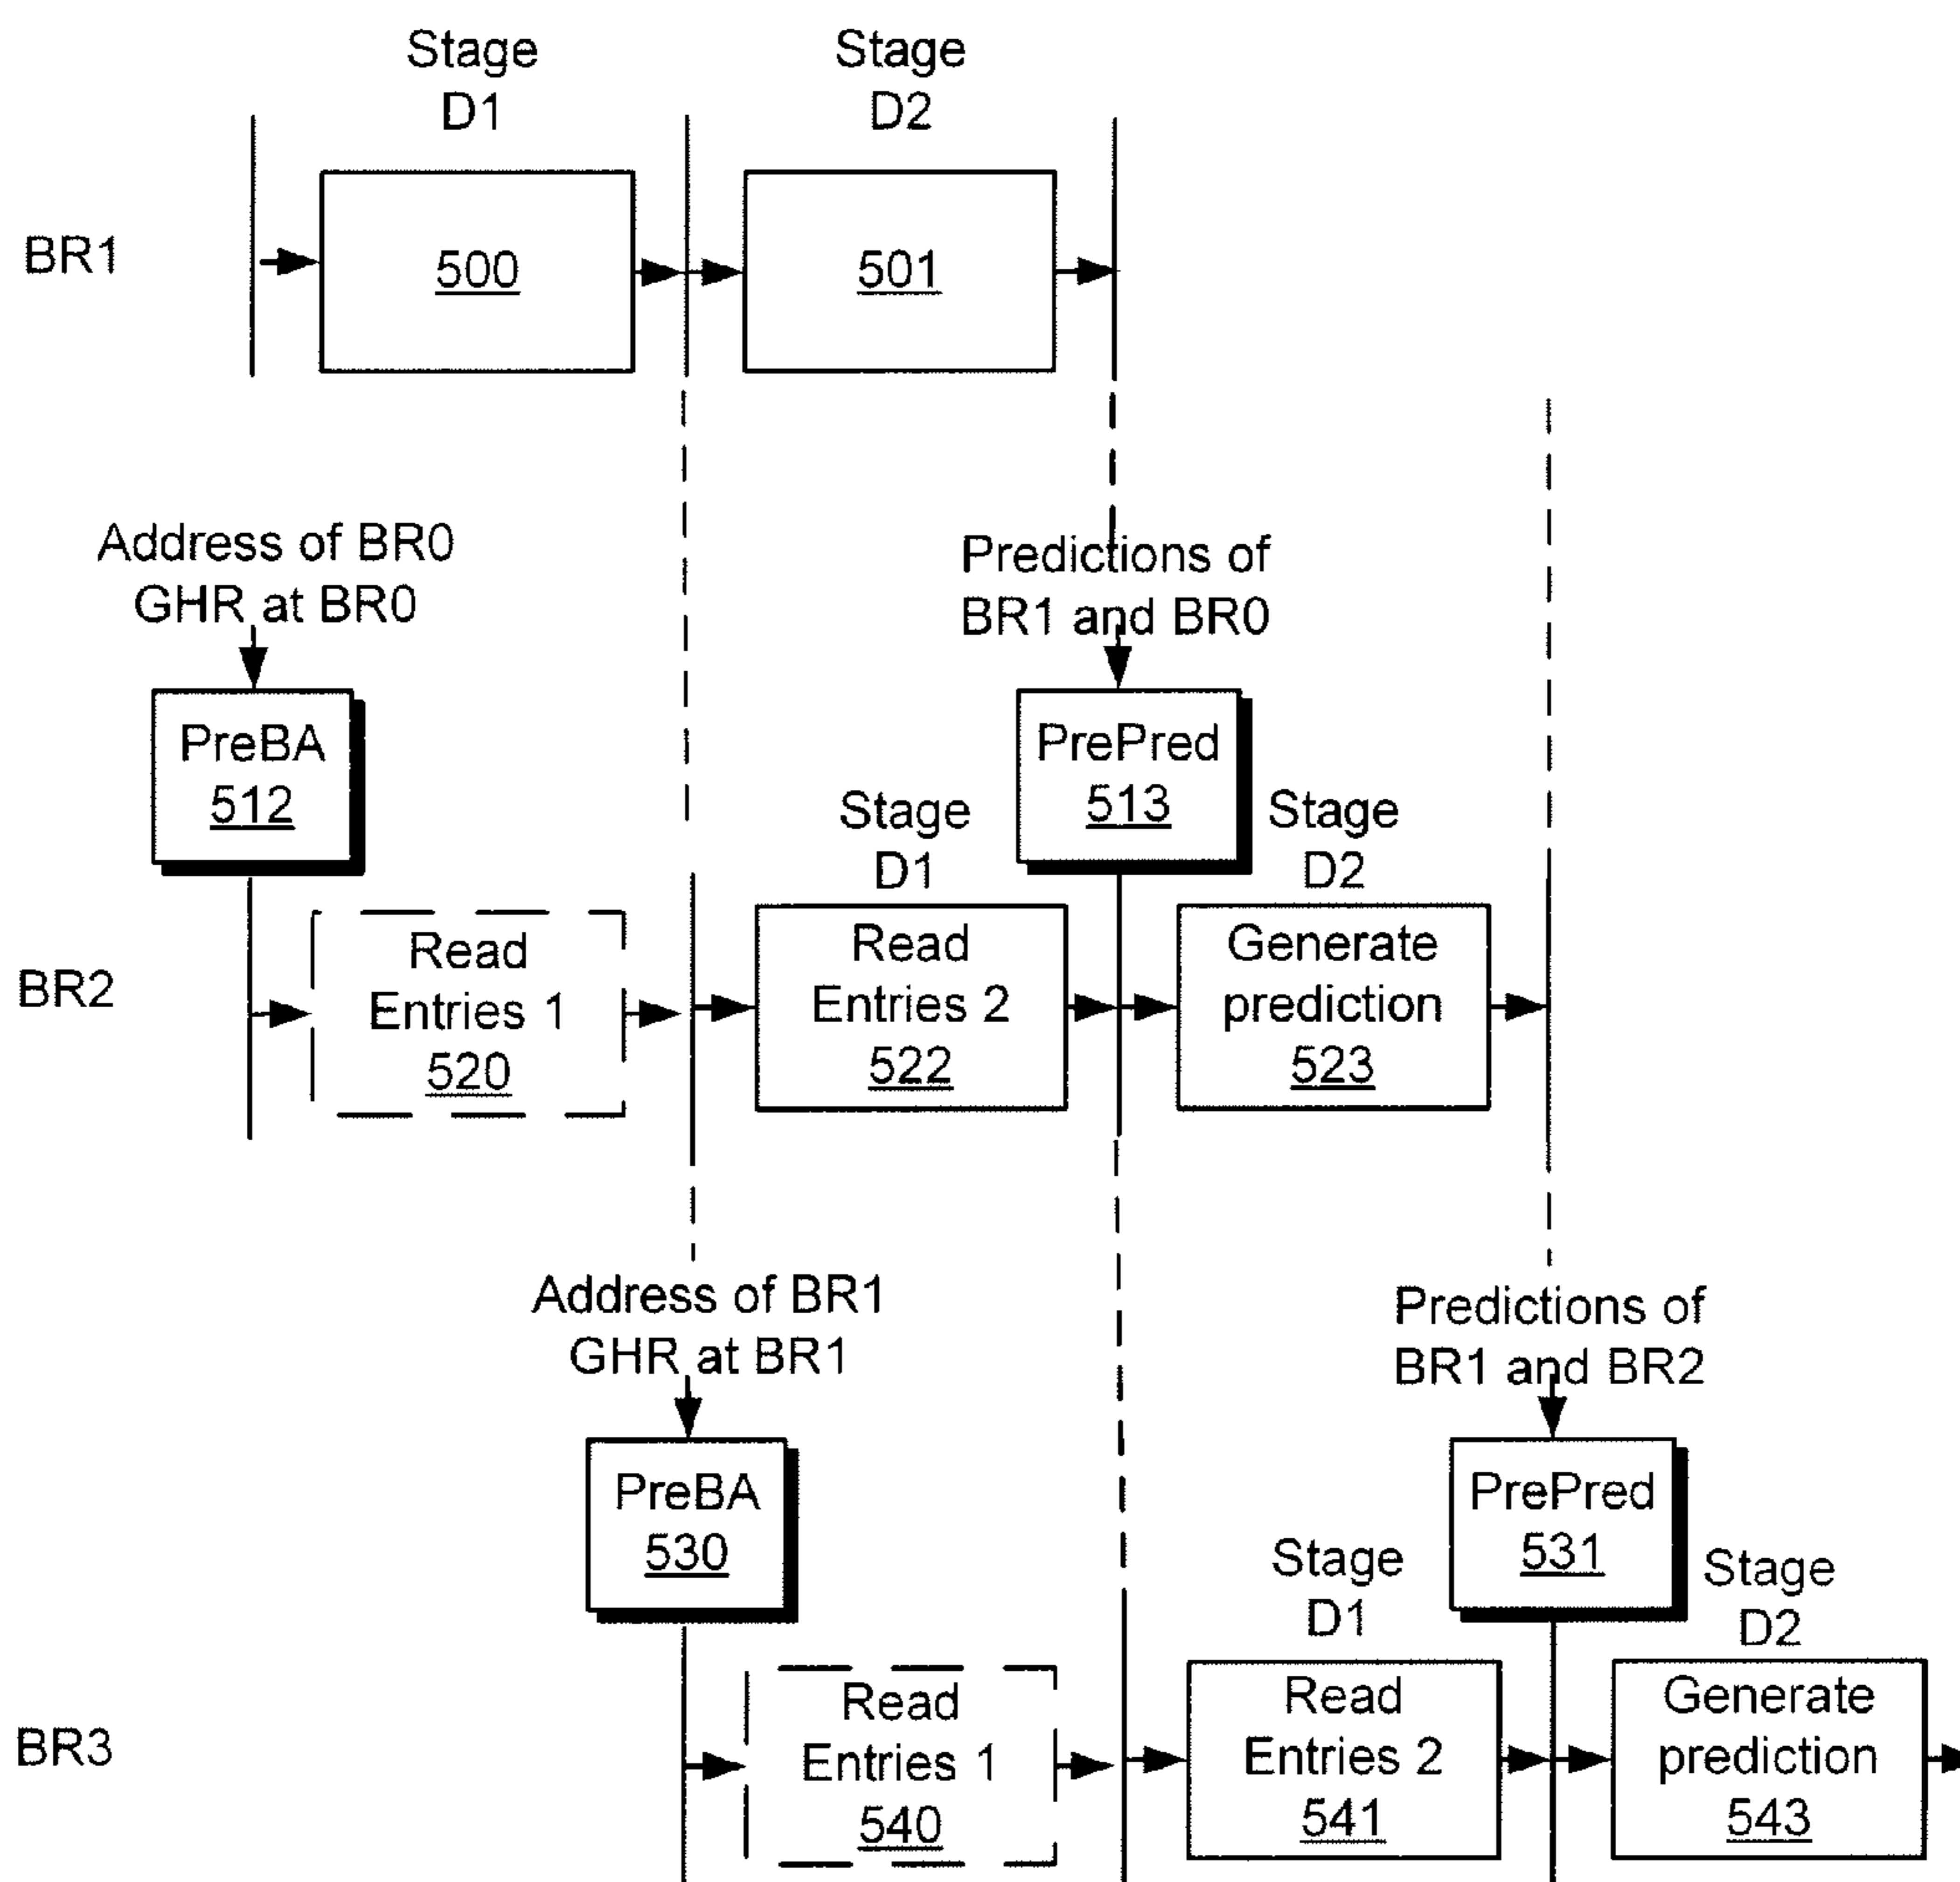 Stage
D1
Stage
D2
BR1
500
501
Address of BR0
GHR at BR0
Predictions of
BR1 and BR0
PreBA
512
PrePred
513
Stage
D1
Stage
D2
BR2
Read
Entries 1
520
Read
Entries 2
522
Generate
prediction
523
Address of BR1
GHR at BR1
Predictions of
BR1 and BR2
PreBA
530
PrePred
531
Stage
D1
Stage
D2
BR3
Read
Entries 1
540
Read
Entries 2
541
Generate
prediction
543